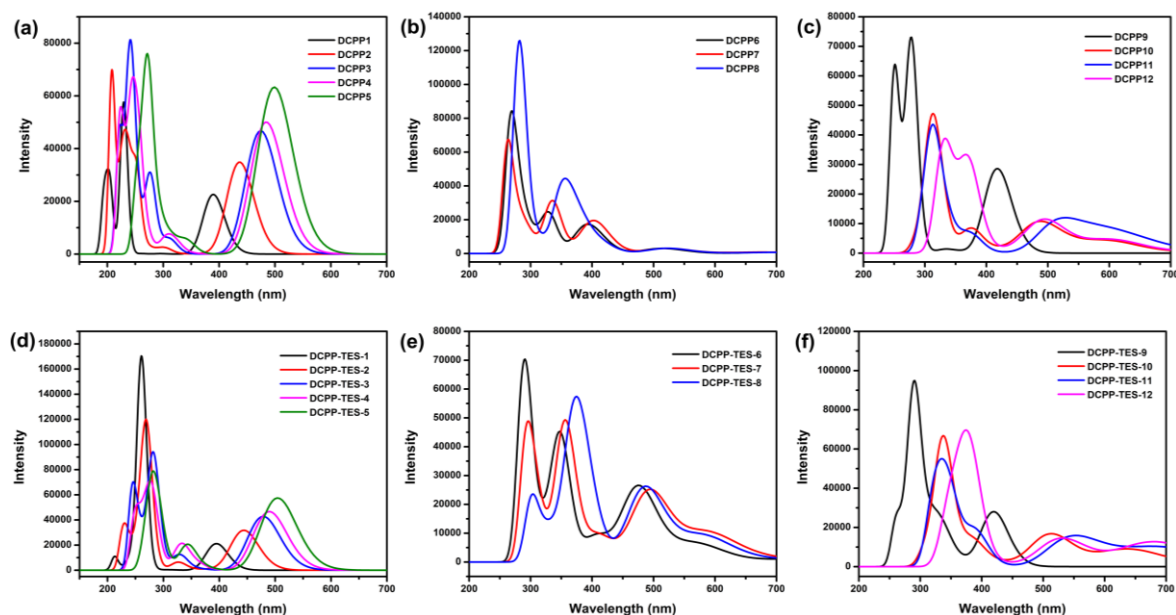 (a)
DCPP1
DCPP2
DCPP3
DCPP4
DCPP5
Intensity
80000
60000
40000
20000
0
200 300 400 500 600 700
Wavelength (nm)
(b)
DCPP6
DCPP7
DCPP8
Intensity
140000
120000
100000
80000
60000
40000
20000
0
200 300 400 500 600 700
Wavelength (nm)
(c)
DCPP9
DCPP10
DCPP11
DCPP12
Intensity
80000
70000
60000
50000
40000
30000
20000
10000
0
200 300 400 500 600 700
Wavelength (nm)
(d)
DCPP-TES-1
DCPP-TES-2
DCPP-TES-3
DCPP-TES-4
DCPP-TES-5
Intensity
180000
160000
140000
120000
100000
80000
60000
40000
20000
0
200 300 400 500 600 700
Wavelength (nm)
(e)
DCPP-TES-6
DCPP-TES-7
DCPP-TES-8
Intensity
80000
70000
60000
50000
40000
30000
20000
10000
0
200 300 400 500 600 700
Wavelength (nm)
(f)
DCPP-TES-9
DCPP-TES-10
DCPP-TES-11
DCPP-TES-12
Intensity
120000
100000
80000
60000
40000
20000
0
200 300 400 500 600 700
Wavelength (nm)